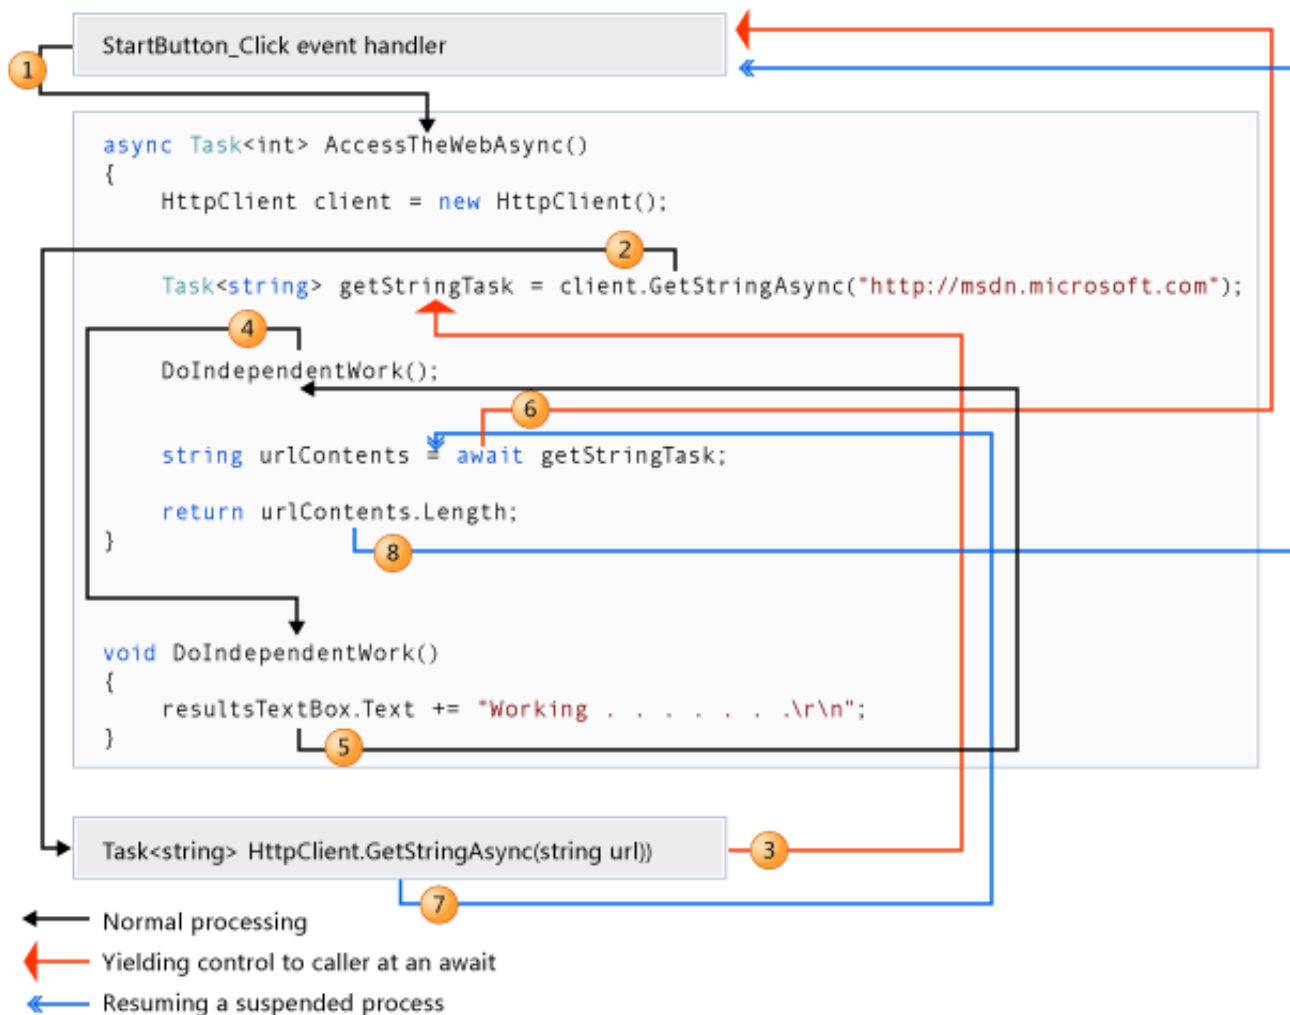 StartButton_Click event handler
1
async Task<int> AccessTheWebAsync()
{
HttpClient client = new HttpClient();
2
Task<string> getStringTask = client.GetStringAsync("http://msdn.microsoft.com");
4
DoIndependentWork();
6
string urlContents = await getStringTask;
return urlContents.Length;
}
8
void DoIndependentWork()
{
resultsTextBox.Text += "Working . . . . . . .\r\n";
}
5
Task<string> HttpClient.GetStringAsync(string url))
3
7
Normal processing
Yielding control to caller at an await
Resuming a suspended process